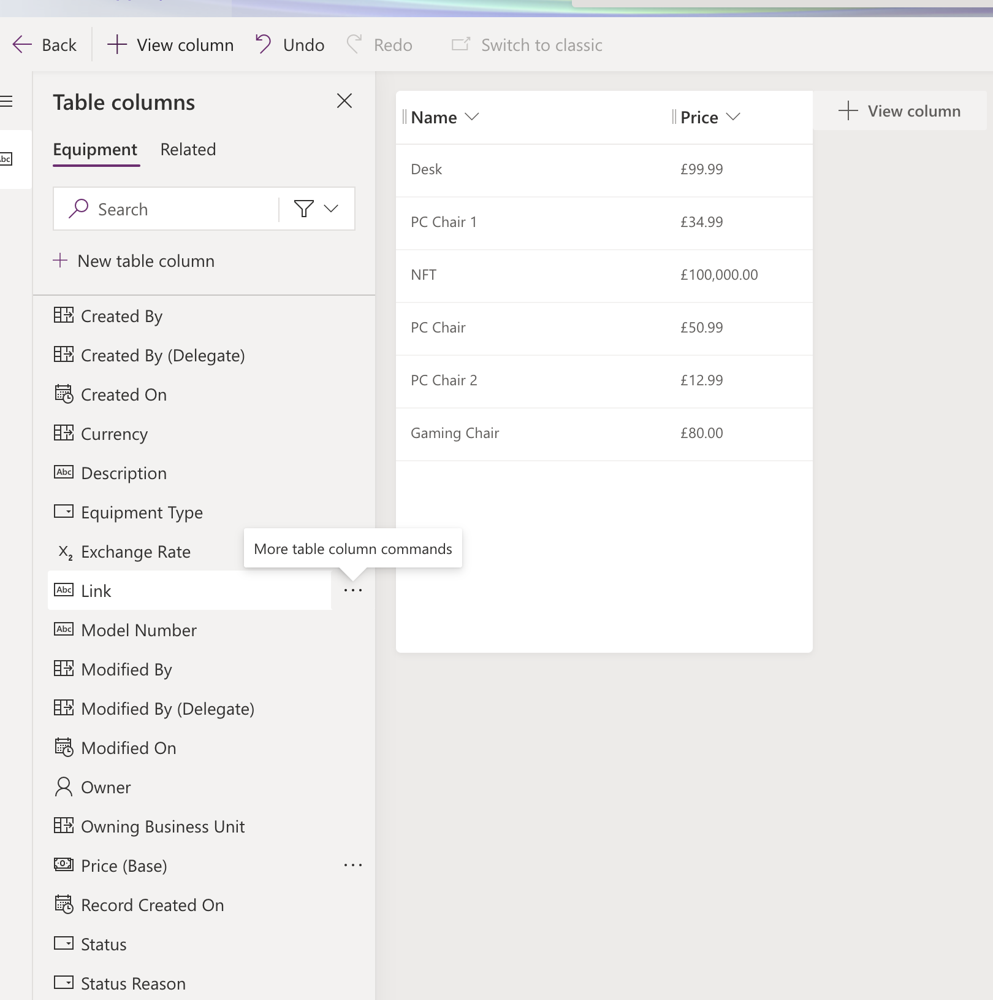 Back
View column
Undo
Redo
Switch to classic
Table columns
Equipment
Related
Search
New table column
Created By
Created By (Delegate)
Created On
Currency
Abc Description
Equipment Type
X2 Exchange Rate
More table column commands
Abc Link
Abc Model Number
Modified By
Modified By (Delegate)
Modified On
Owner
Owning Business Unit
Price (Base)
Record Created On
Status
Status Reason
Name Price
View column
Desk £99.99
PC Chair 1 £34.99
NFT £100,000.00
PC Chair £50.99
PC Chair 2 £12.99
Gaming Chair £80.00